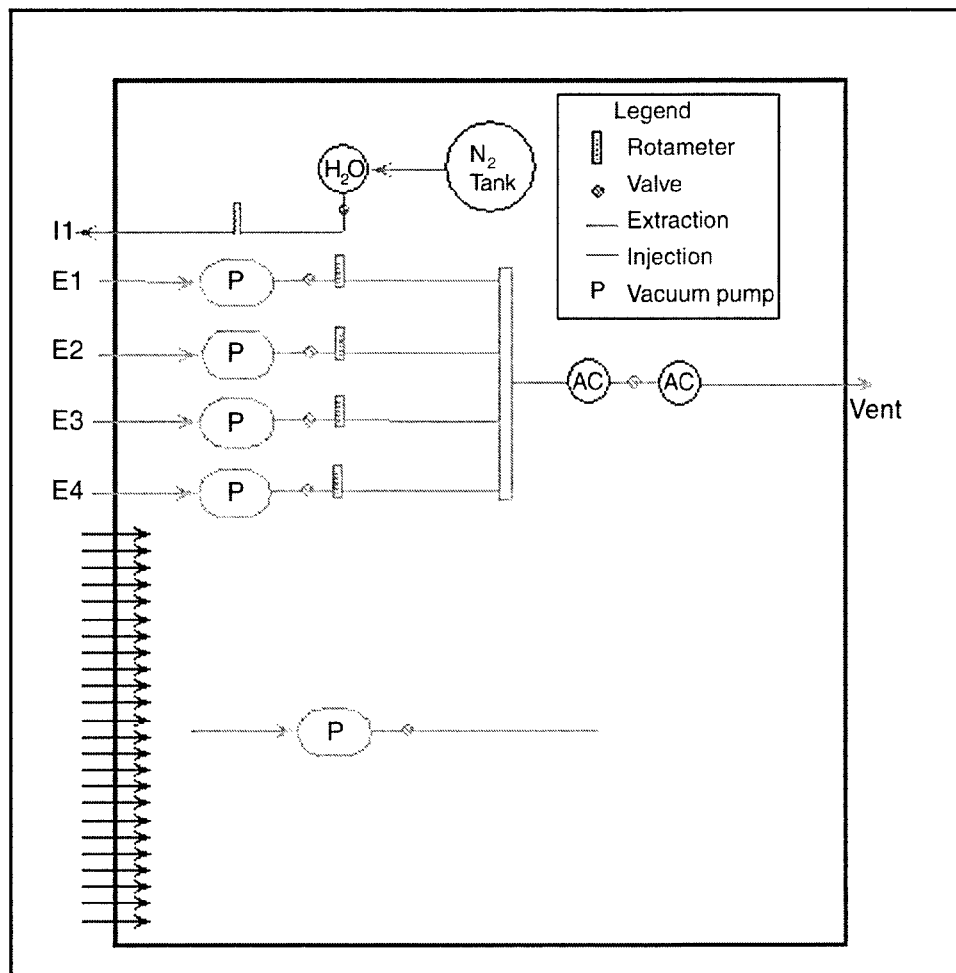 Legend
Rotameter
Valve
Extraction
Injection
P Vacuum pump
N2
Tank
H2O
I1
E1 P
E2 P
E3 P
E4 P
AC AC
Vent
P